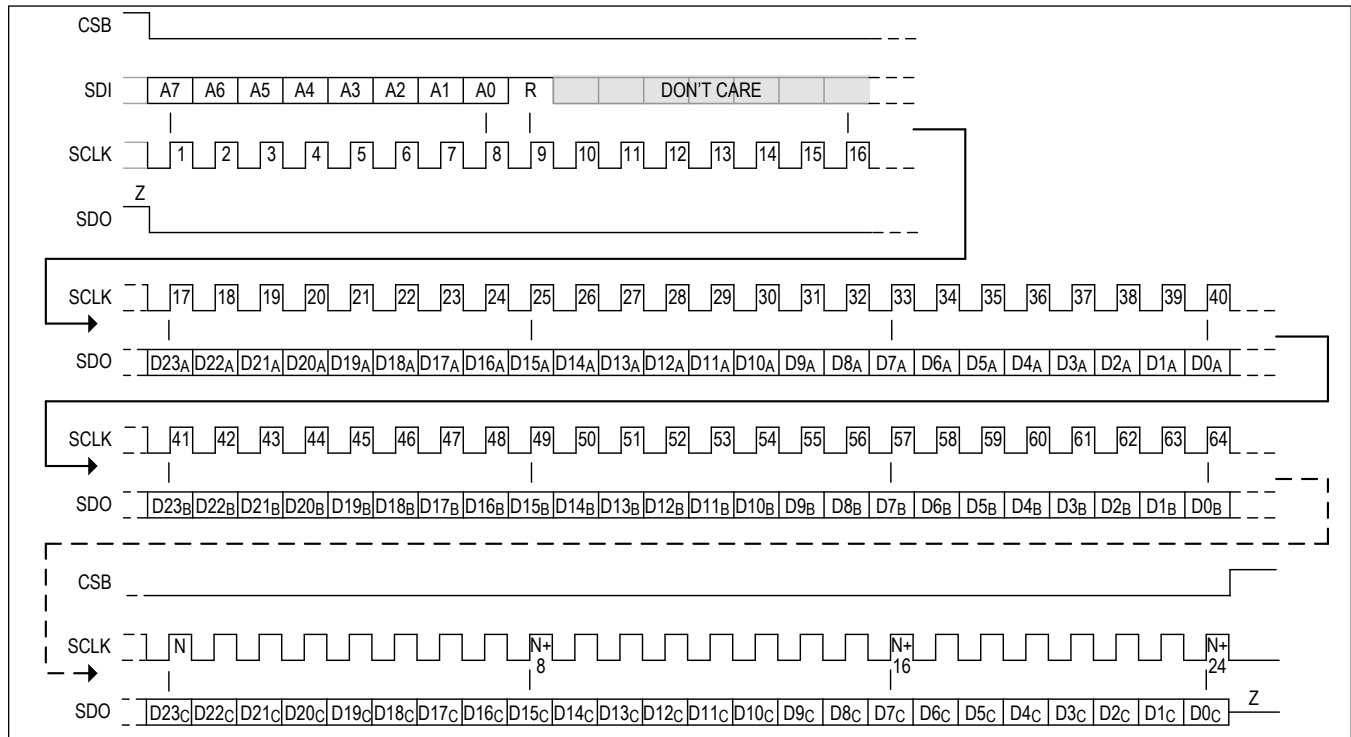 CSB
SDI A7 A6 A5 A4 A3 A2 A1 A0 R DON'T CARE
SCLK 1 2 3 4 5 6 7 8 9 10 11 12 13 14 15 16
Z
SDO
SCLK 17 18 19 20 21 22 23 24 25 26 27 28 29 30 31 32 33 34 35 36 37 38 39 40
SDO D23A D22A D21A D20A D19A D18A D17A D16A D15A D14A D13A D12A D11A D10A D9A D8A D7A D6A D5A D4A D3A D2A D1A D0A
SCLK 41 42 43 44 45 46 47 48 49 50 51 52 53 54 55 56 57 58 59 60 61 62 63 64
SDO D23B D22B D21B D20B D19B D18B D17B D16B D15B D14B D13B D12B D11B D10B D9B D8B D7B D6B D5B D4B D3B D2B D1B D0B
CSB
SCLK N N+ N+ N+
8 16 24
SDO D23C D22C D21C D20C D19C D18C D17C D16C D15C D14C D13C D12C D11C D10C D9C D8C D7C D6C D5C D4C D3C D2C D1C D0C Z